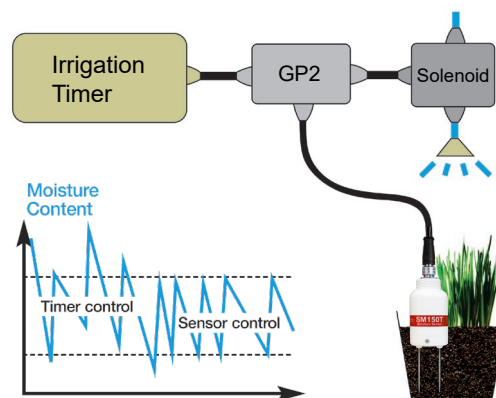 Irrigation
Timer
GP2
Solenoid
Moisture
Content
Timer control
Sensor control
SM150T